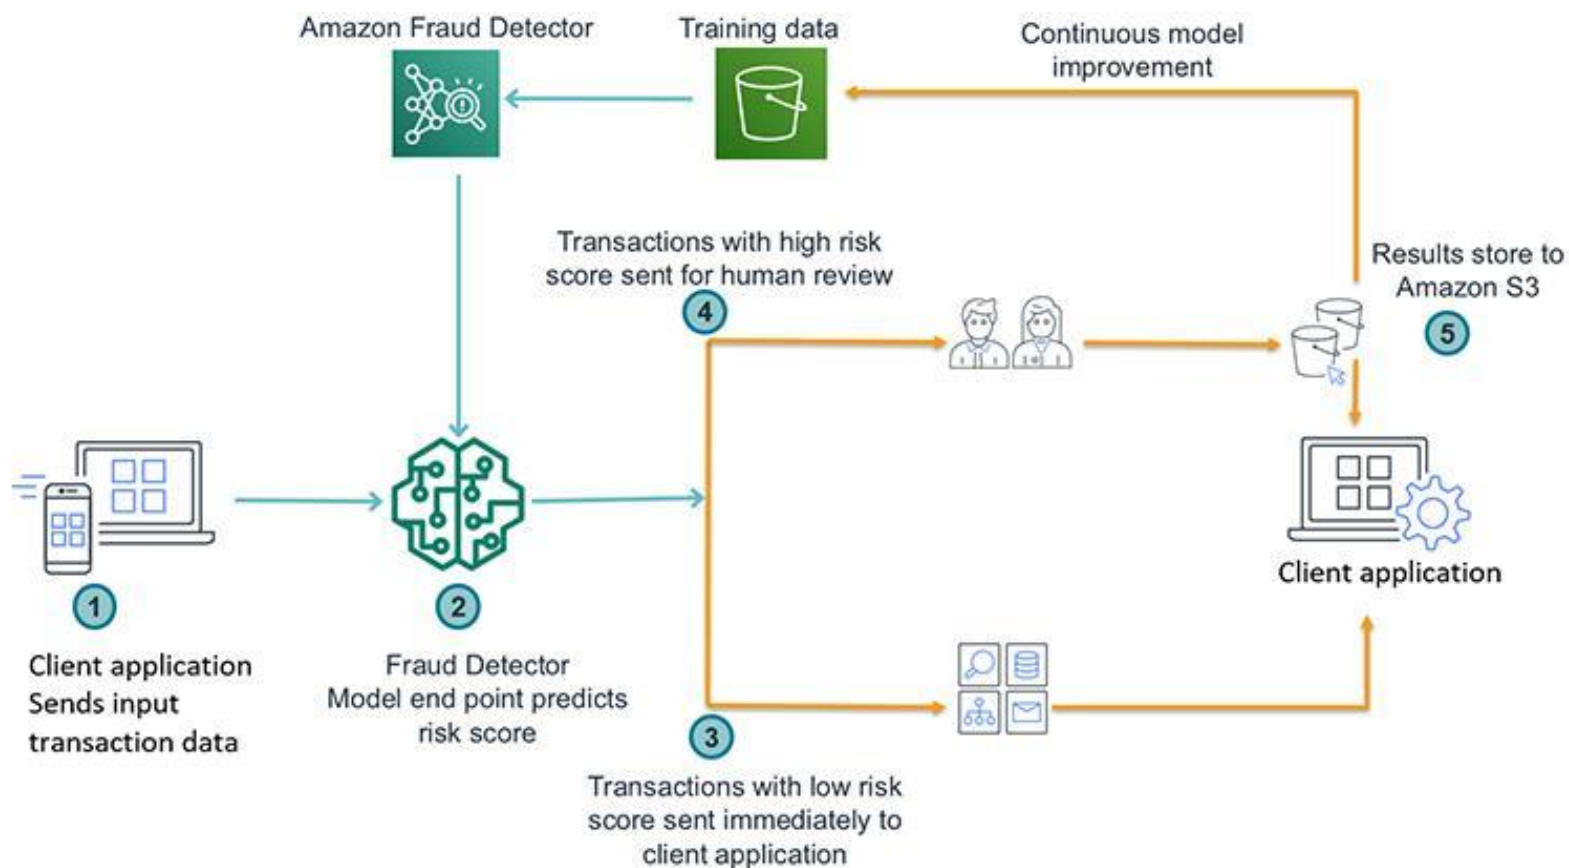 Amazon Fraud Detector
Training data
Continuous model
improvement
Transactions with high risk
score sent for human review
4
Results store to
Amazon S3
5
1
Client application
Sends input
transaction data
2
Fraud Detector
Model end point predicts
risk score
Client application
3
Transactions with low risk
score sent immediately to
client application